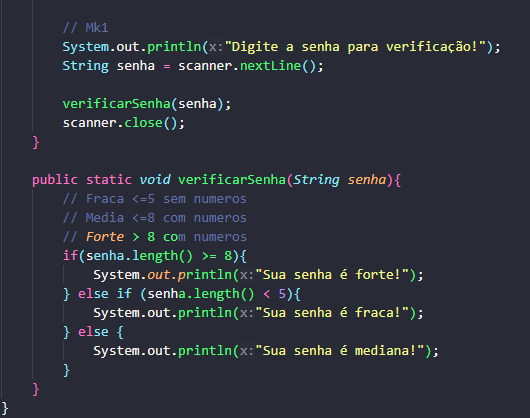 // Mk1
System.out.println(x:"Digite a senha para verificação!");
String senha = scanner.nextLine();
verificarSenha(senha);
scanner.close();
}
public static void verificarSenha(String senha){
// Fraca <=5 sem numeros
// Media <=8 com numeros
// Forte > 8 com numeros
if(senha.length() >= 8){
System.out.println(x:"Sua senha é forte!");
} else if (senha.length() < 5){
System.out.println(x:"Sua senha é fraca!");
} else {
System.out.println(x:"Sua senha é mediana!");
}
}
}